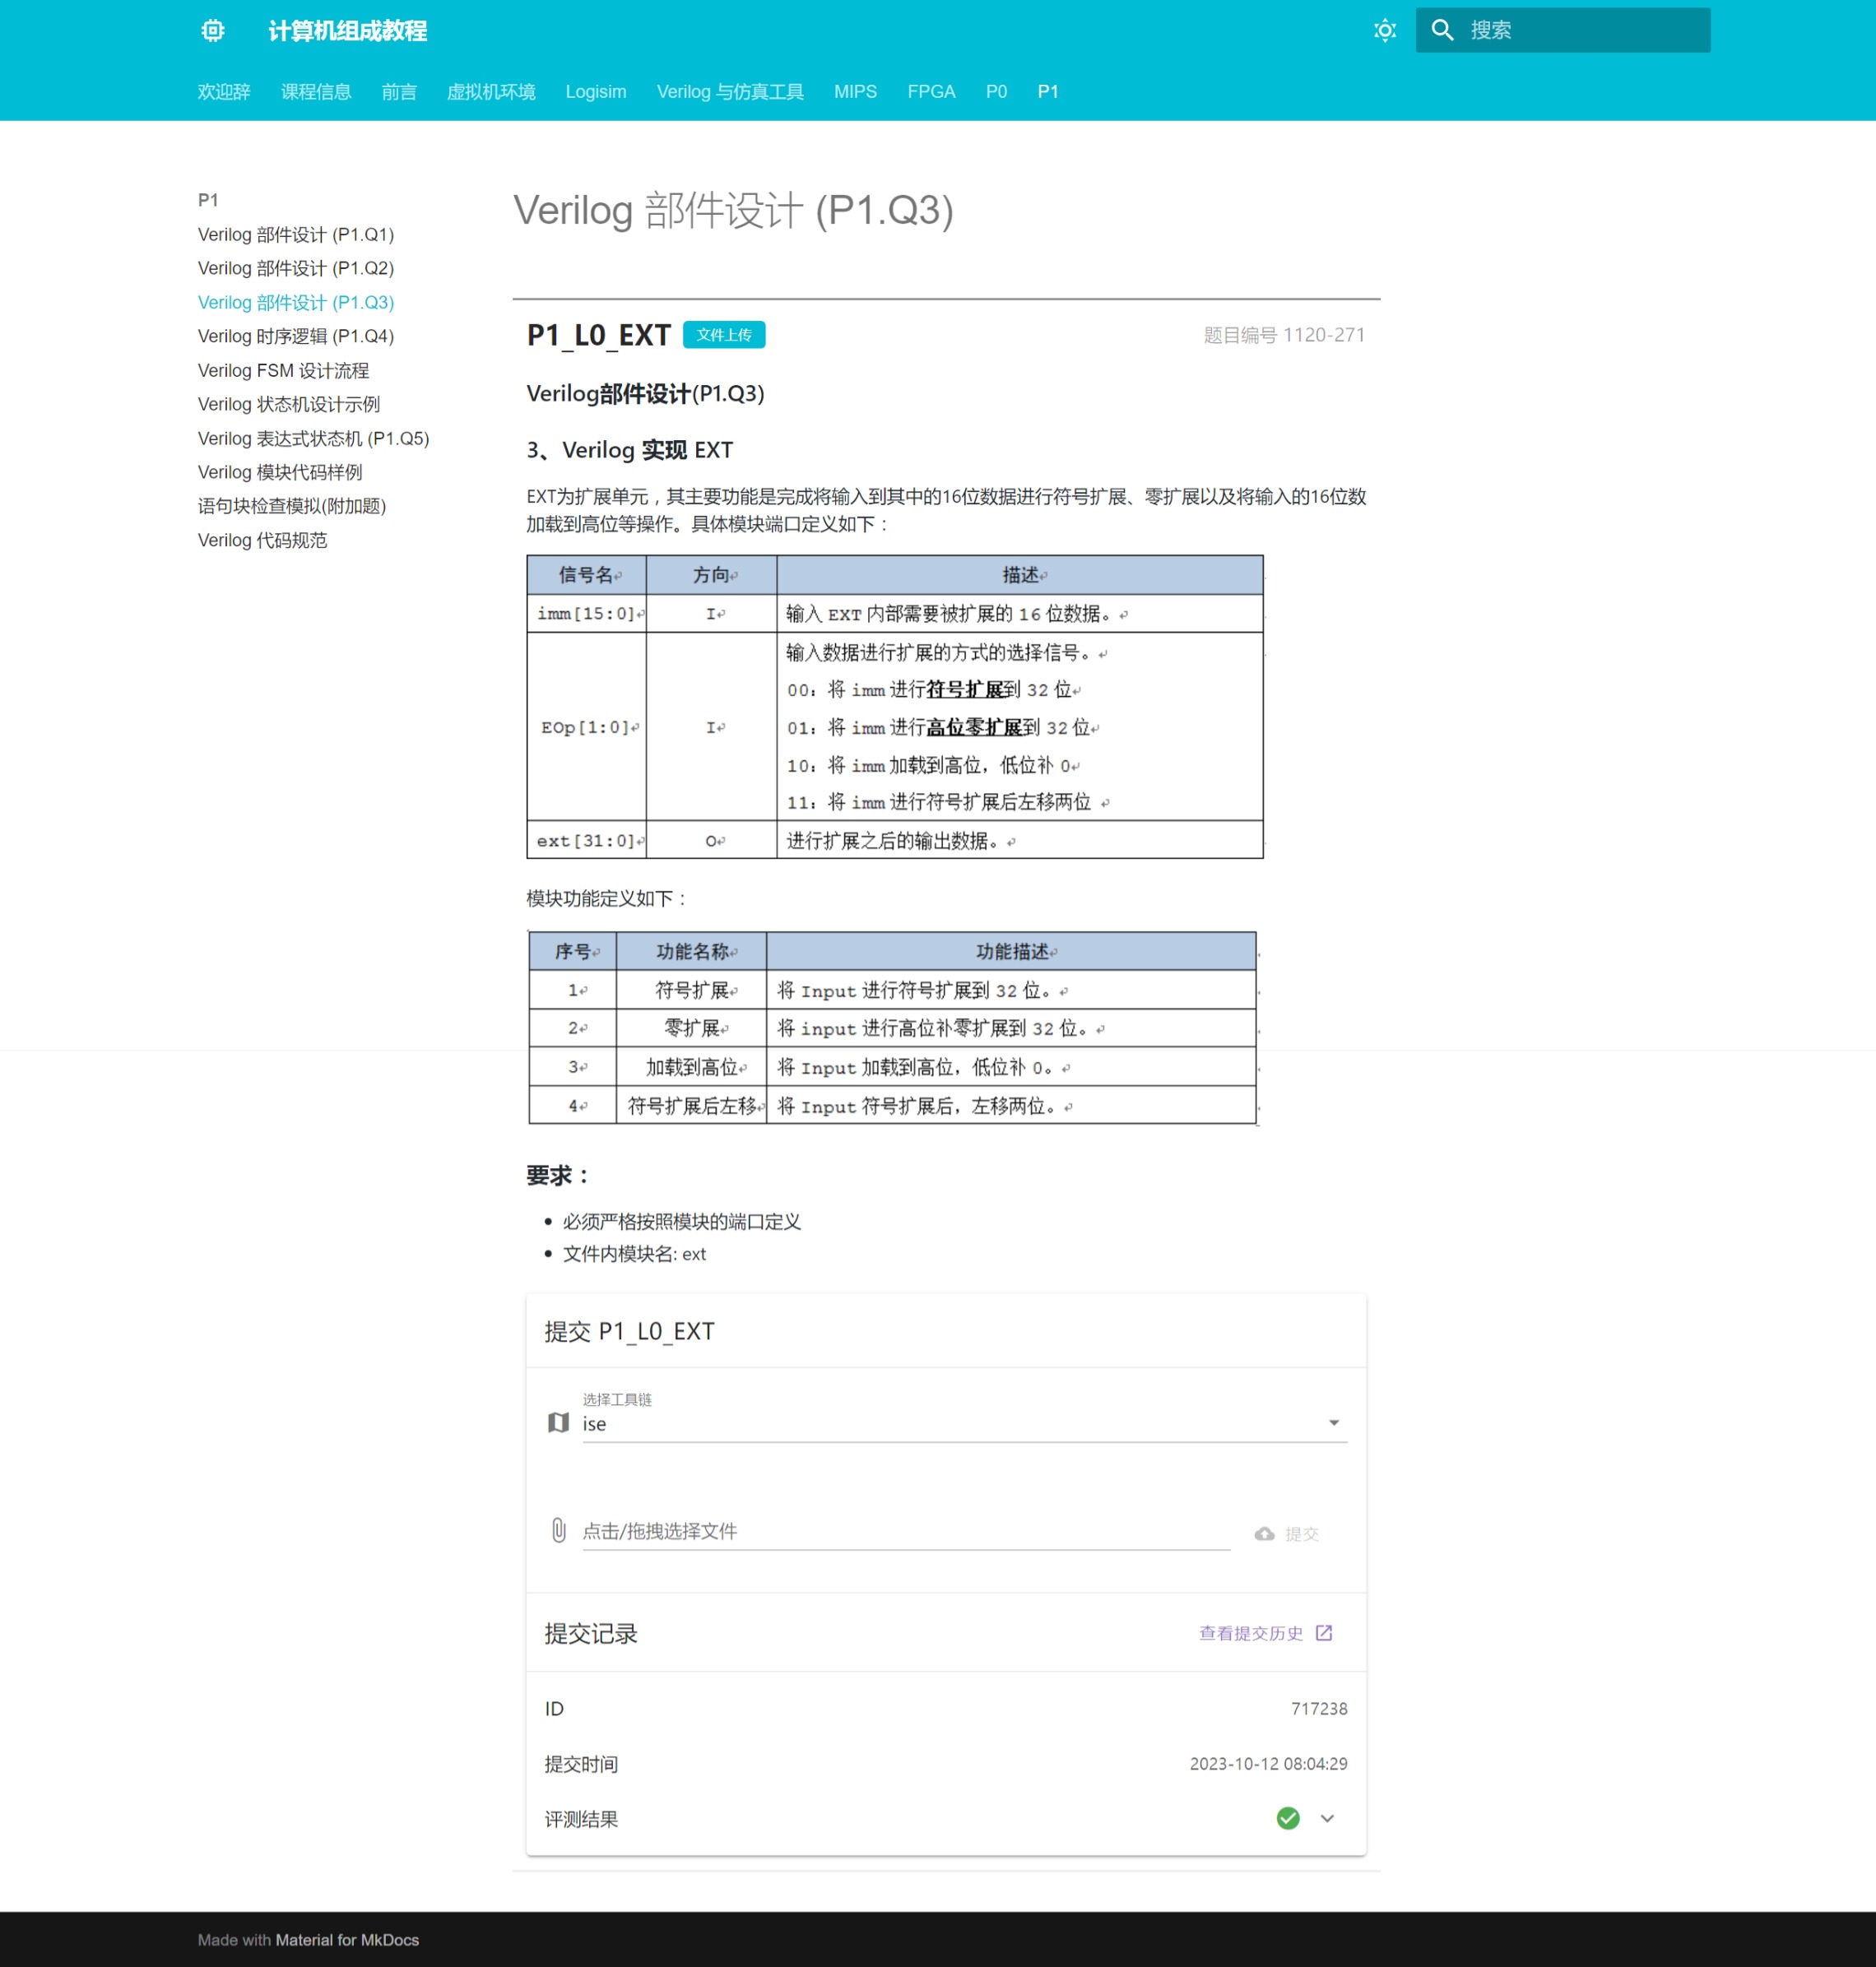 计算机组成教程
搜索
欢迎辞 课程信息 前言 虚拟机环境 Logisim Verilog 与仿真工具 MIPS FPGA P0 P1
P1
Verilog 部件设计 (P1.Q1)
Verilog 部件设计 (P1.Q2)
Verilog 部件设计 (P1.Q3)
Verilog 时序逻辑 (P1.Q4)
Verilog FSM 设计流程
Verilog 状态机设计示例
Verilog 表达式状态机 (P1.Q5)
Verilog 模块代码样例
语句块检查模拟(附加题)
Verilog 代码规范
Verilog 部件设计 (P1.Q3)
P1_L0_EXT 文件上传 题目编号 1120-271
Verilog部件设计(P1.Q3)
3、Verilog 实现 EXT
EXT为扩展单元，其主要功能是完成将输入到其中的16位数据进行符号扩展、零扩展以及将输入的16位数
加载到高位等操作。具体模块端口定义如下：
信号名 方向 描述
imm[15:0] I 输入 EXT 内部需要被扩展的 16 位数据。
EOp[1:0] I 输入数据进行扩展的方式的选择信号。
00：将 imm 进行符号扩展到 32 位
01：将 imm 进行高位零扩展到 32 位
10：将 imm 加载到高位，低位补 0
11：将 imm 进行符号扩展后左移两位
ext[31:0] O 进行扩展之后的输出数据。
模块功能定义如下：
序号 功能名称 功能描述
1 符号扩展 将 Input 进行符号扩展到 32 位。
2 零扩展 将 input 进行高位补零扩展到 32 位。
3 加载到高位 将 Input 加载到高位，低位补 0。
4 符号扩展后左移 将 Input 符号扩展后，左移两位。
要求：
必须严格按照模块的端口定义
文件内模块名: ext
提交 P1_L0_EXT
选择工具链
ise
点击/拖拽选择文件 提交
提交记录 查看提交历史
ID 717238
提交时间 2023-10-12 08:04:29
评测结果
Made with Material for MkDocs